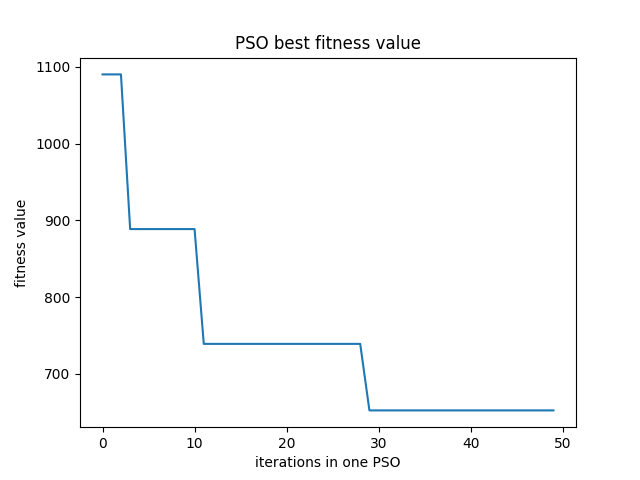 PSO best fitness value
1100
1000
900
800
700
fitness value
0 10 20 30 40 50
iterations in one PSO